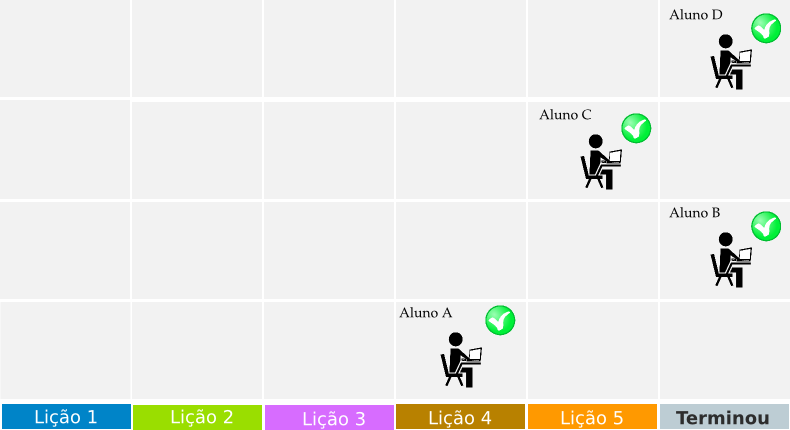 Aluno D
Aluno C
Aluno B
Aluno A
Lição 1
Lição 2
Lição 3
Lição 4
Lição 5
Terminou